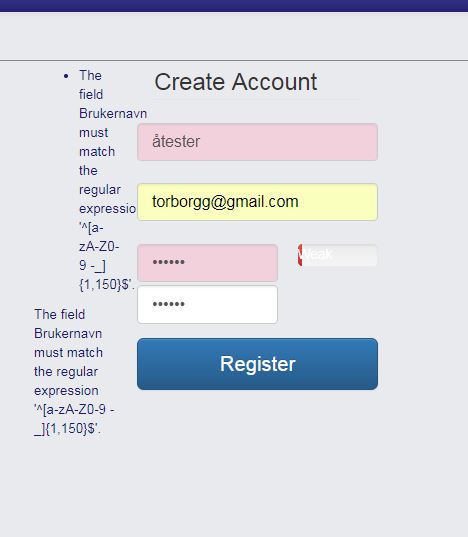 Create Account
• The
field
Brukernavn
must
match
the
regular
expressio
'^[a-
zA-Z0-
9 -_]
{1,150}$'.
The field
Brukernavn
must match
the regular
expression
'^[a-zA-Z0-9 -
_]{1,150}$'.
åtester
torborgg@gmail.com
••••••
Weak
••••••
Register